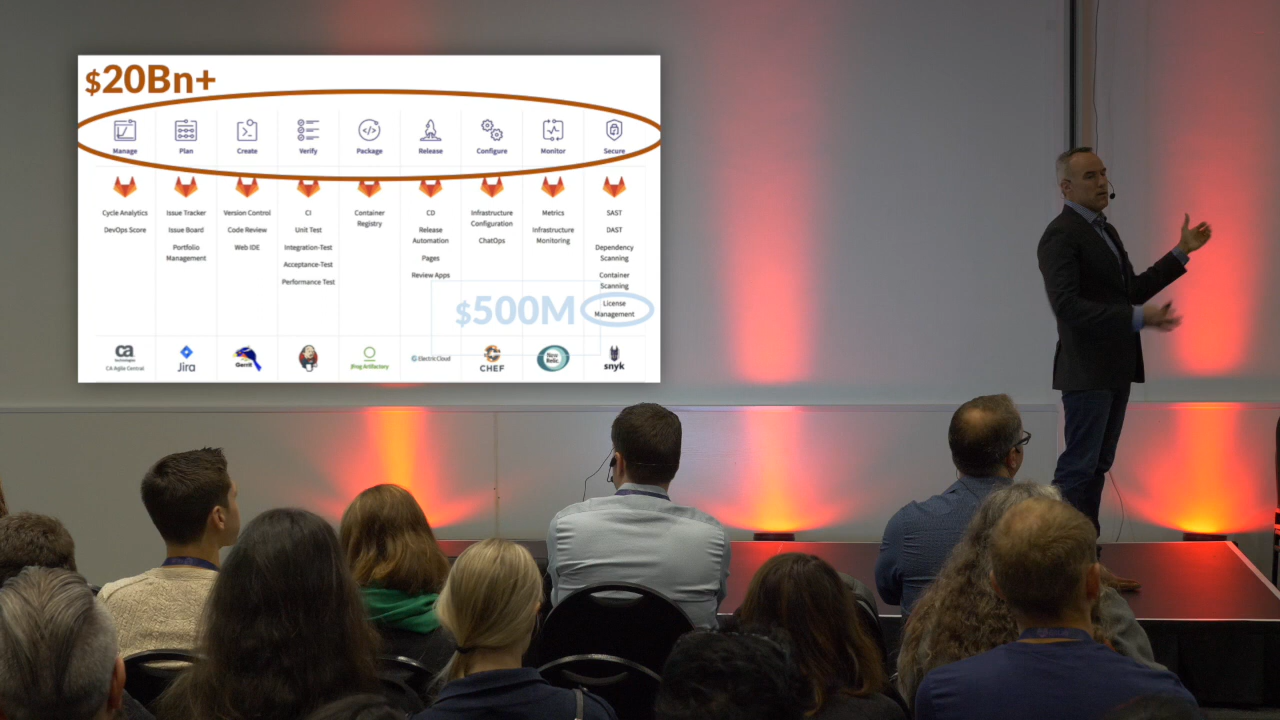 $20Bn+
Manage Plan Create Verify Package Release Configure Monitor Secure
Cycle Analytics
DevOps Score
Issue Tracker
Issue Board
Portfolio
Management
Version Control
Code Review
Web IDE
CI
Unit Test
Integration-Test
Acceptance-Test
Performance Test
Container
Registry
CD
Release
Automation
Pages
Review Apps
Infrastructure
Configuration
ChatOps
Metrics
Infrastructure
Monitoring
SAST
DAST
Dependency
Scanning
Container
Scanning
License
Management
$500M
ca
technologies
CA Agile Central
Jira
Gerrit
JFrog Artifactory
Electric Cloud
CHEF
New
Relic
snyk